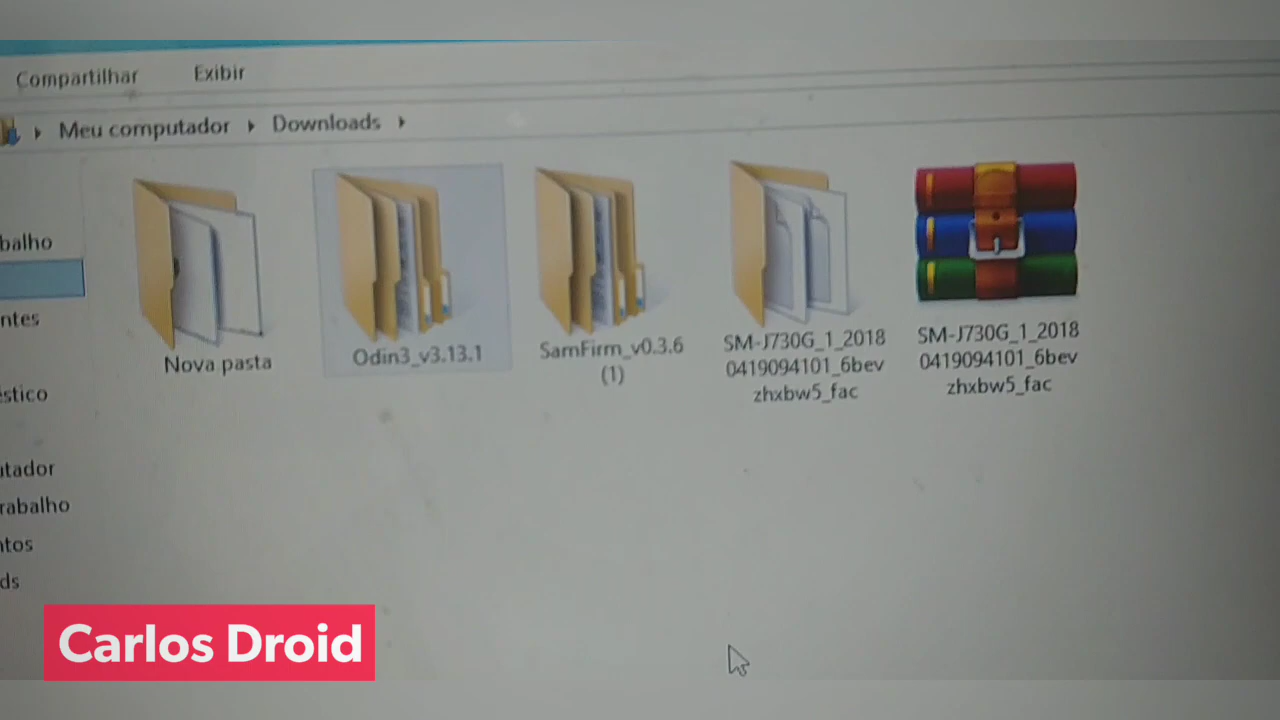 Compartilhar Exibir
Meu computador Downloads
balho
ntes
éstico
utador
rabalho
ntos
ds
Nova pasta
Odin3_v3.13.1
SamFirm_v0.3.6
(1)
SM-J730G_1_2018
0419094101_6bev
zhxbw5_fac
SM-J730G_1_2018
0419094101_6bev
zhxbw5_fac
Carlos Droid